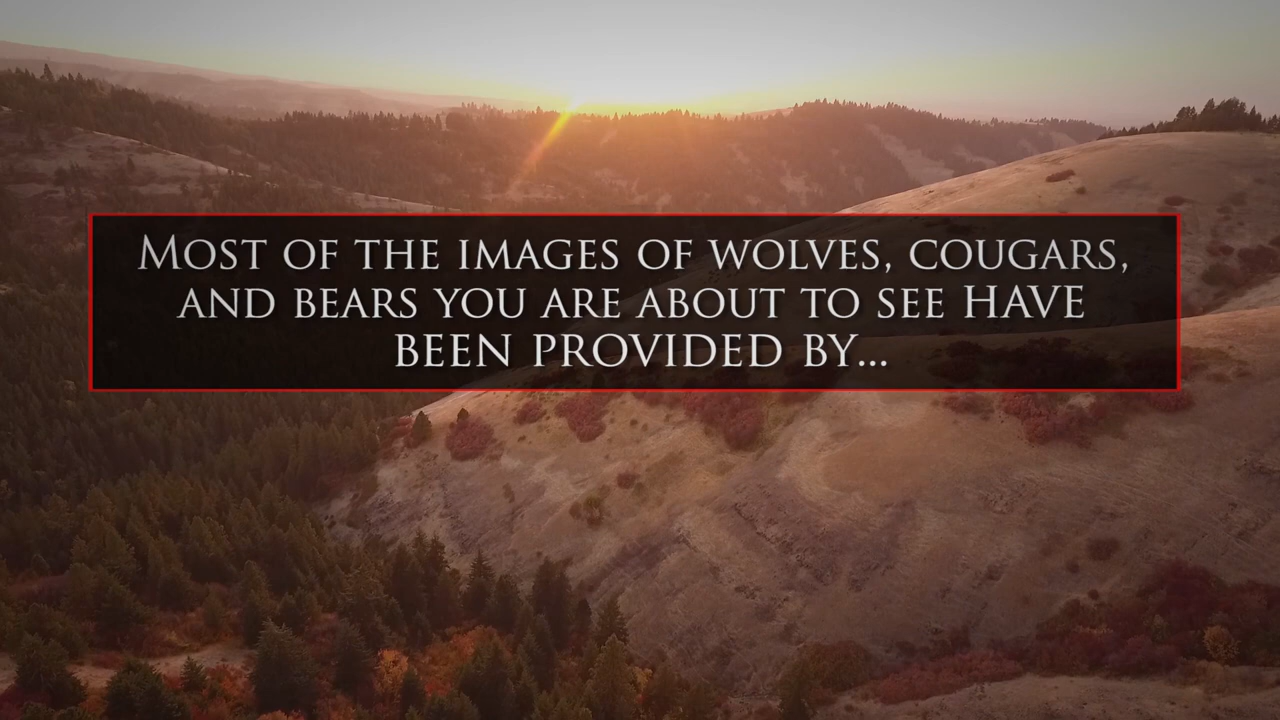 Most of the images of wolves, cougars,
and bears you are about to see HAVE
BEEN PROVIDED BY...